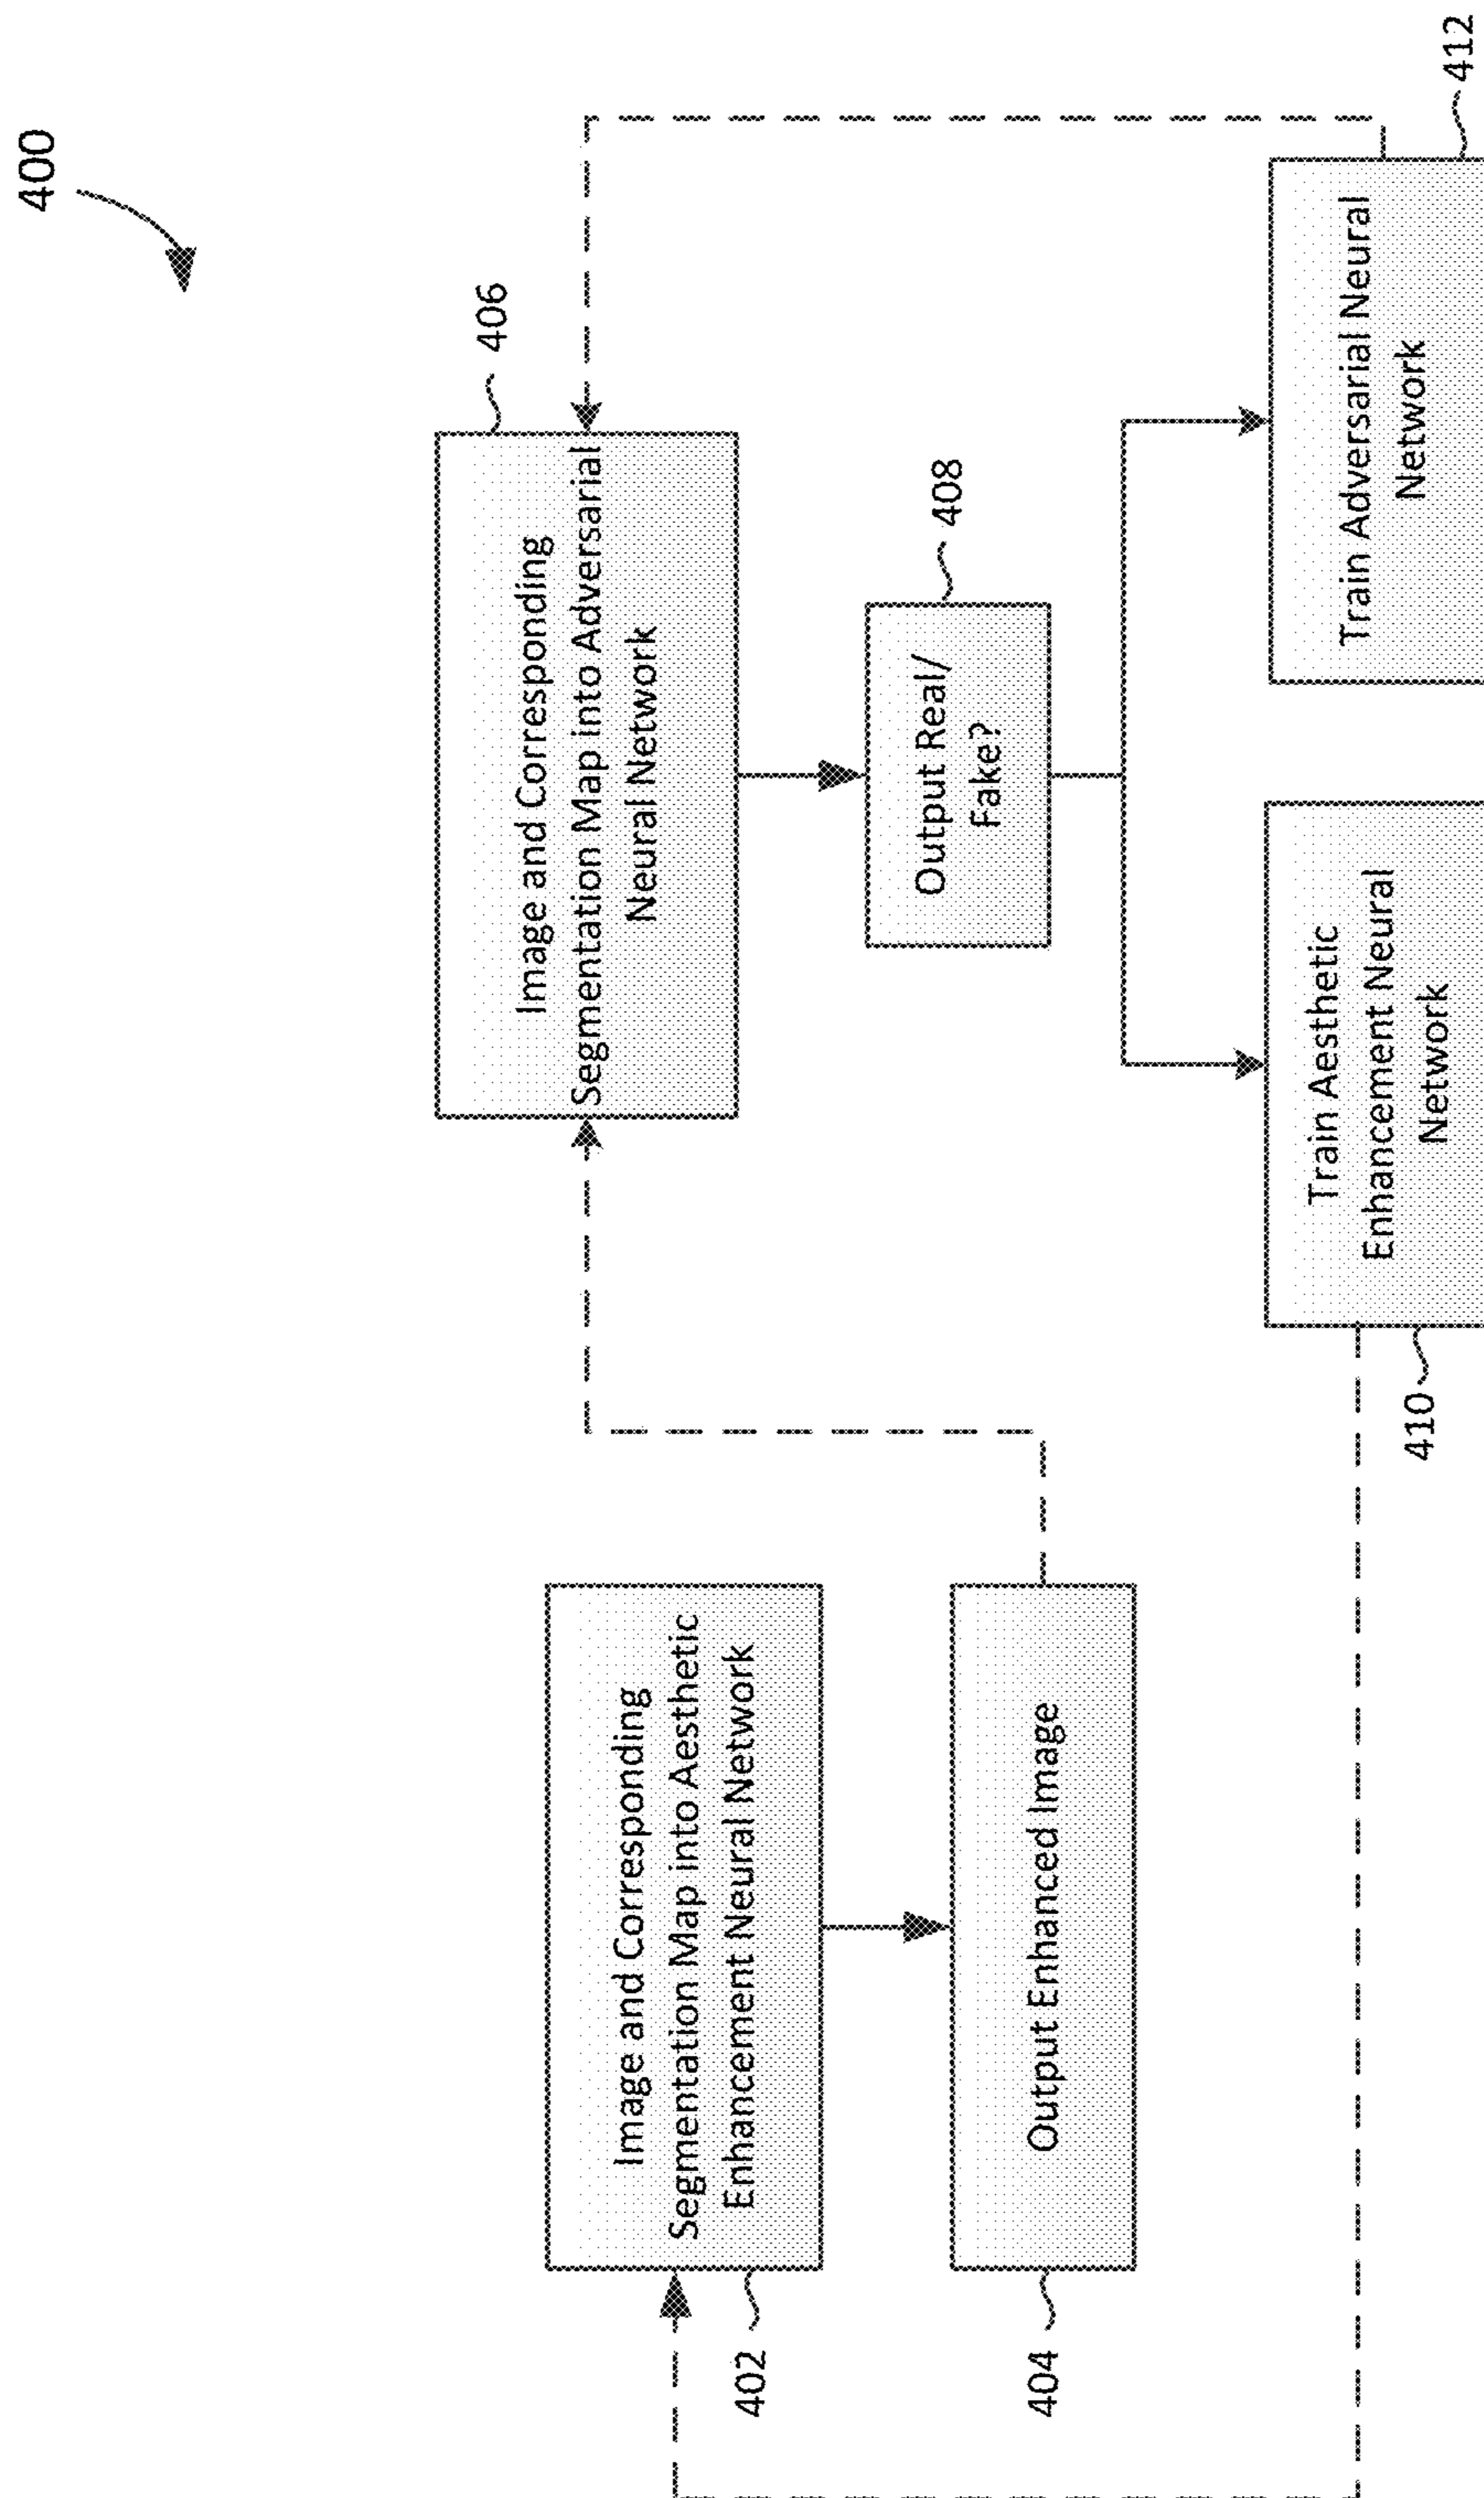 400
Image and Corresponding
Segmentation Map into Aesthetic
Enhancement Neural Network
402
Output Enhanced Image
404
Image and Corresponding
Segmentation Map into Adversarial
Neural Network
406
Output Real/
Fake?
408
Train Aesthetic
Enhancement Neural
Network
410
Train Adversarial Neural
Network
412